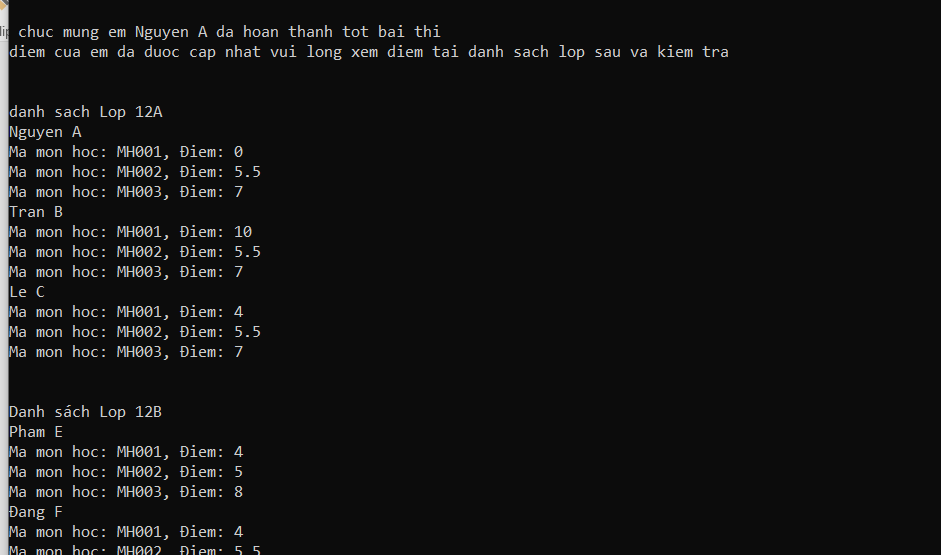 chuc mung em Nguyen A da hoan thanh tot bai thi
diem cua em da duoc cap nhat vui long xem diem tai danh sach lop sau va kiem tra
danh sach Lop 12A
Nguyen A
Ma mon hoc: MH001, Điem: 0
Ma mon hoc: MH002, Điem: 5.5
Ma mon hoc: MH003, Điem: 7
Tran B
Ma mon hoc: MH001, Điem: 10
Ma mon hoc: MH002, Điem: 5.5
Ma mon hoc: MH003, Điem: 7
Le C
Ma mon hoc: MH001, Điem: 4
Ma mon hoc: MH002, Điem: 5.5
Ma mon hoc: MH003, Điem: 7
Danh sách Lop 12B
Pham E
Ma mon hoc: MH001, Điem: 4
Ma mon hoc: MH002, Điem: 5
Ma mon hoc: MH003, Điem: 8
Đang F
Ma mon hoc: MH001, Điem: 4
Ma mon hoc: MH002, Điem: 5.5